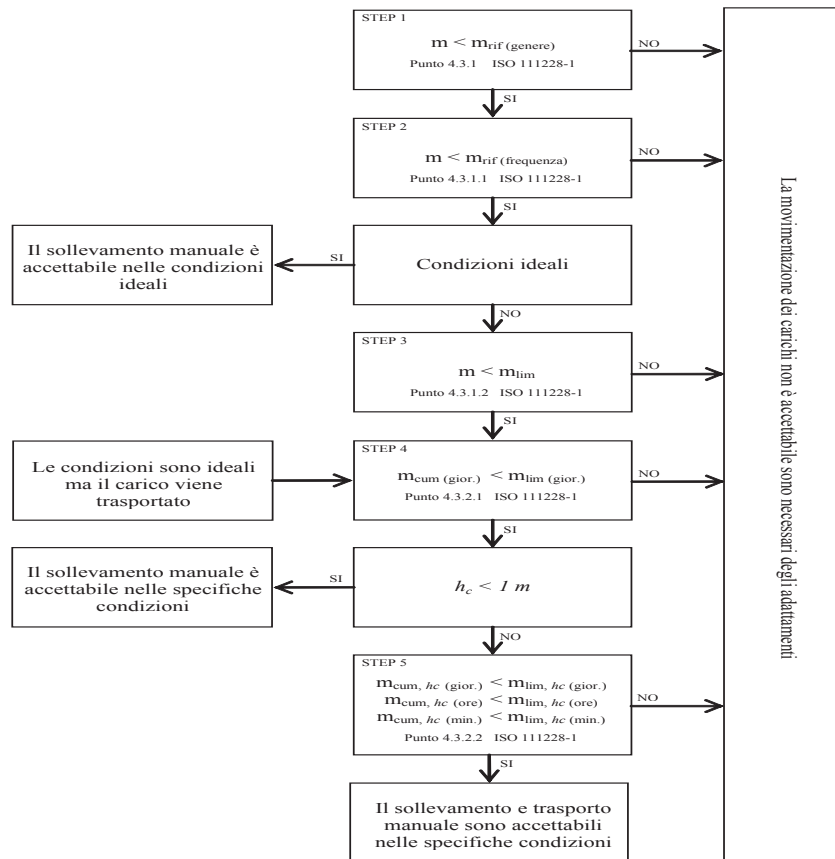 STEP 1
m < mrif (genere)
Punto 4.3.1 ISO 111228-1
NO
SI
STEP 2
m < mrif (frequenza)
Punto 4.3.1.1 ISO 111228-1
NO
SI
Il sollevamento manuale è
accettabile nelle condizioni
ideali
SI
Condizioni ideali
NO
STEP 3
m < mlim
Punto 4.3.1.2 ISO 111228-1
NO
SI
Le condizioni sono ideali
ma il carico viene
trasportato
STEP 4
mcum (gior.) < mlim (gior.)
Punto 4.3.2.1 ISO 111228-1
NO
SI
Il sollevamento manuale è
accettabile nelle specifiche
condizioni
SI
hc < 1 m
NO
STEP 5
mcum, hc (gior.) < mlim, hc (gior.)
mcum, hc (ore) < mlim, hc (ore)
mcum, hc (min.) < mlim, hc (min.)
Punto 4.3.2.2 ISO 111228-1
NO
SI
Il sollevamento e trasporto
manuale sono accettabili
nelle specifiche condizioni
La movimentazione dei carichi non è accettabile sono necessari degli adattamenti